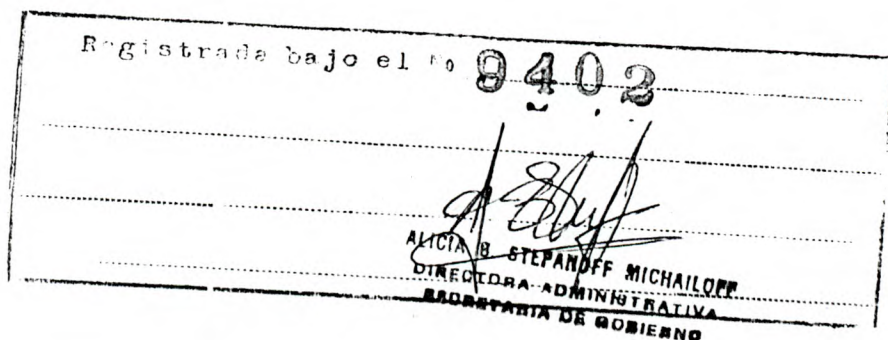 Registrada bajo el Nº 9402
ALICIA B STEPANOFF MICHAILOFF
DIRECTORA ADMINISTRATIVA
SECRETARIA DE GOBIERNO